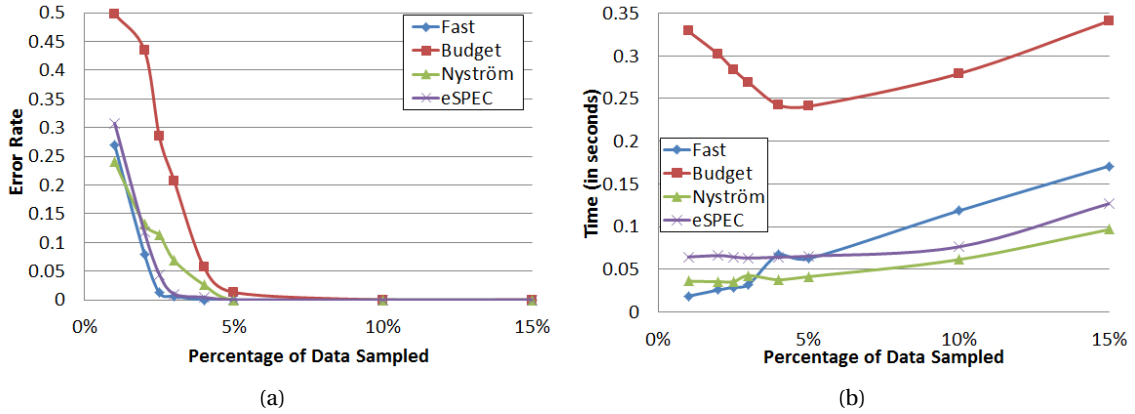 0.5
0.45
0.4
0.35
0.3
0.25
0.2
0.15
0.1
0.05
0
Error Rate
0% 5% 10% 15%
Percentage of Data Sampled
Fast
Budget
Nyström
eSPEC
(a)
0.35
0.3
0.25
0.2
0.15
0.1
0.05
0
Time (in seconds)
0% 5% 10% 15%
Percentage of Data Sampled
Fast
Budget
Nyström
eSPEC
(b)